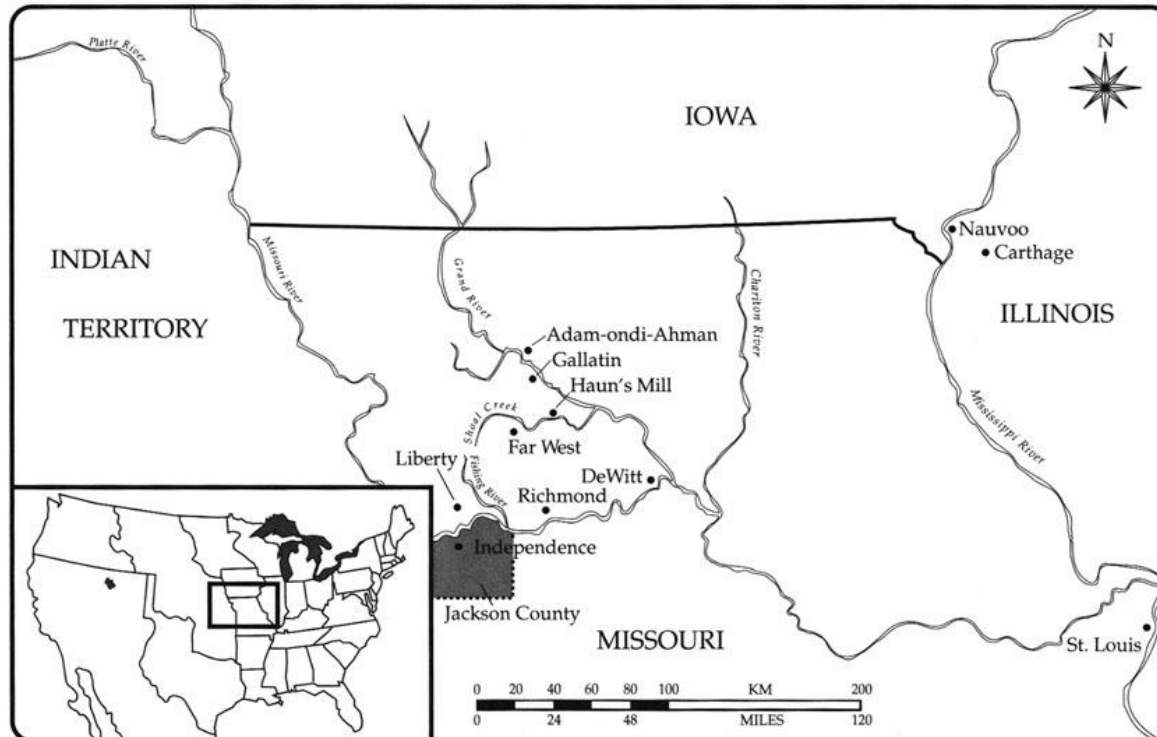 Platte River
N
IOWA
INDIAN
TERRITORY
Missouri River
Grand River
Chariton River
Nauvoo
Carthage
ILLINOIS
Adam-ondi-Ahman
Gallatin
Haun's Mill
Shoal Creek
Far West
Mississippi River
Liberty
Fishing River
DeWitt
Richmond
Independence
Jackson County
MISSOURI
St. Louis
0 20 40 60 80 100 KM 200
0 24 48 MILES 120